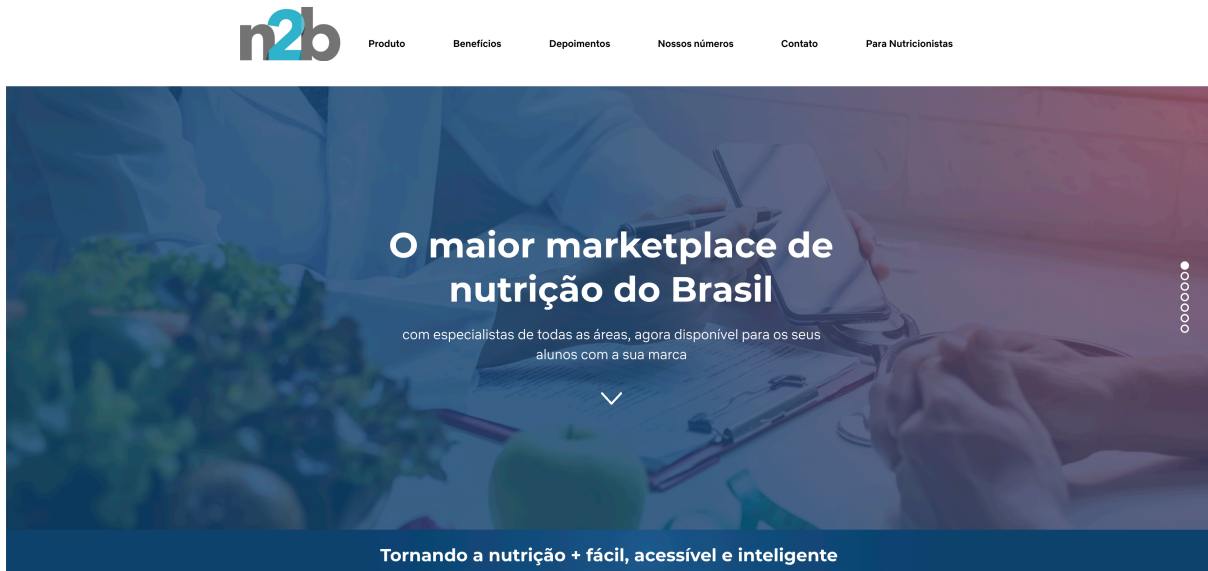 n2b
Produto
Benefícios
Depoimentos
Nossos números
Contato
Para Nutricionistas
O maior marketplace de
nutrição do Brasil
com especialistas de todas as áreas, agora disponível para os seus
alunos com a sua marca
Tornando a nutrição + fácil, acessível e inteligente